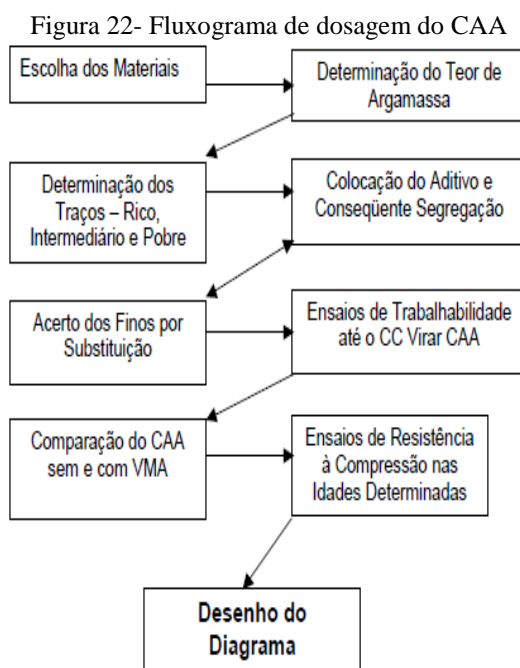 Figura 22- Fluxograma de dosagem do CAA
Escolha dos Materiais
Determinação do Teor de
Argamassa
Determinação dos
Traços – Rico,
Intermediário e Pobre
Colocação do Aditivo e
Conseqüente Segregação
Acerto dos Finos por
Substituição
Ensaios de Trabalhabilidade
até o CC Virar CAA
Comparação do CAA
sem e com VMA
Ensaios de Resistência
à Compressão nas
Idades Determinadas
Desenho do
Diagrama